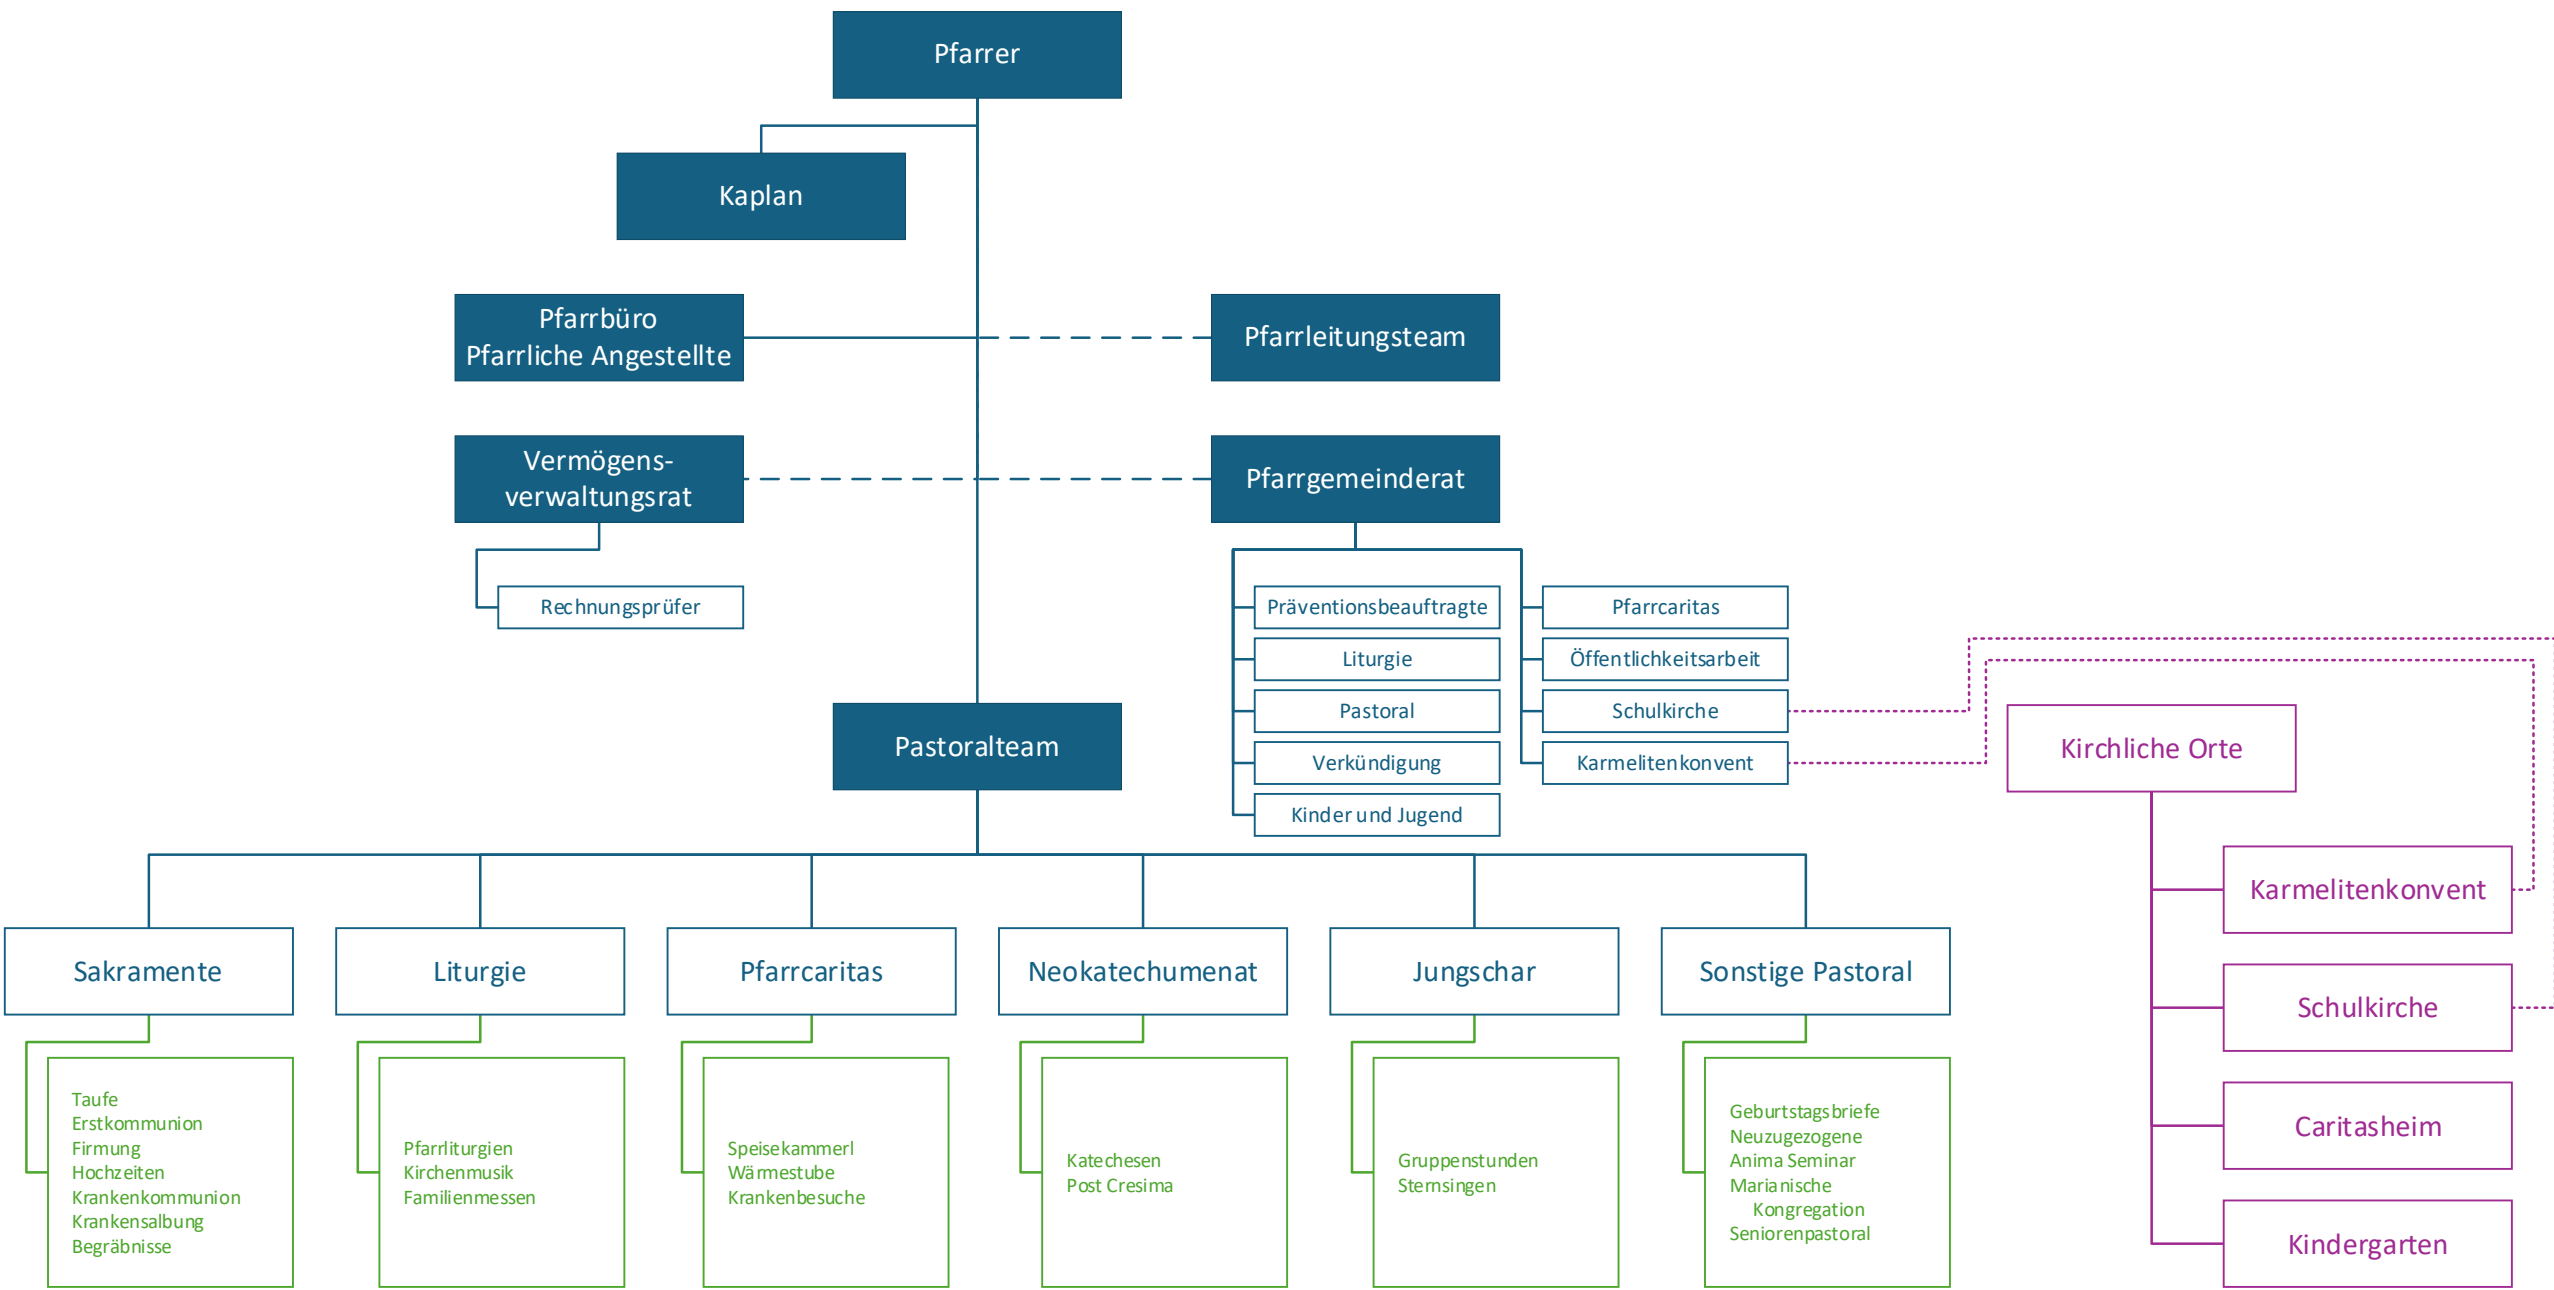 Pfarrer
Kaplan
Pfarrbüro
Pfarrliche Angestellte
Pfarrleitungsteam
Vermögens-
verwaltungsrat
Pfarrgemeinderat
Rechnungsprüfer
Präventionsbeauftragte
Liturgie
Pastoral
Verkündigung
Kinder und Jugend
Pfarrcaritas
Öffentlichkeitsarbeit
Schulkirche
Karmelitenkonvent
Pastoralteam
Kirchliche Orte
Karmelitenkonvent
Schulkirche
Caritasheim
Kindergarten
Sakramente
Taufe
Erstkommunion
Firmung
Hochzeiten
Krankenkommunion
Krankensalbung
Begräbnisse
Liturgie
Pfarrliturgien
Kirchenmusik
Familienmessen
Pfarrcaritas
Speisekammerl
Wärmestube
Krankenbesuche
Neokatechumenat
Katechesen
Post Cresima
Jungschar
Gruppenstunden
Sternsingen
Sonstige Pastoral
Geburtstagsbriefe
Neuzugezogene
Anima Seminar
Marianische
Kongregation
Seniorenpastoral